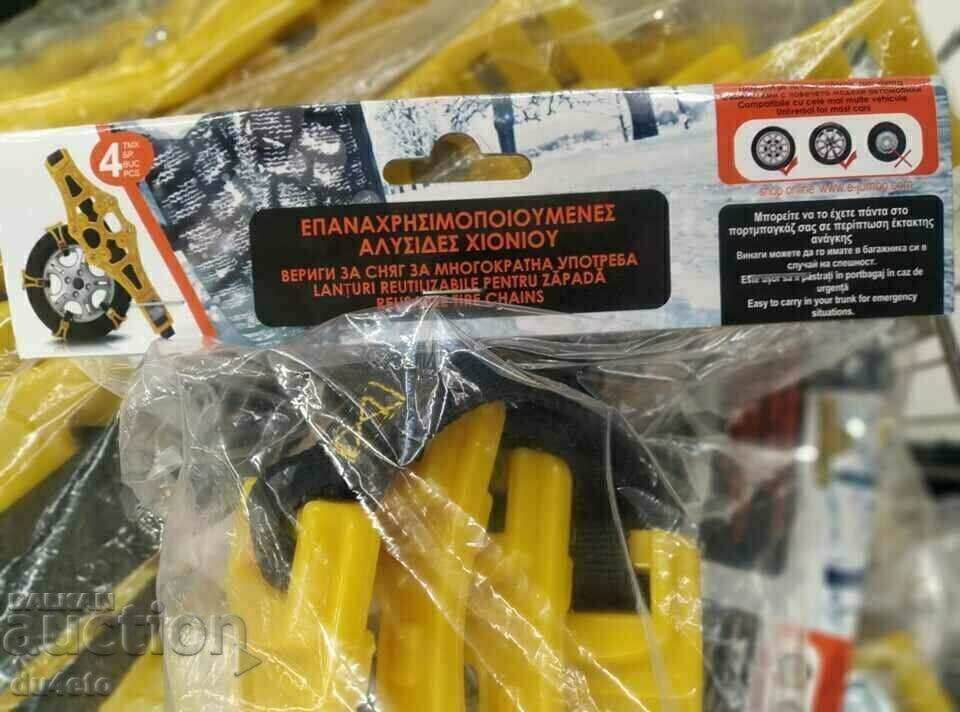 4
ΤΜΧ
БР.
BUC
PCS
ΕΠΑΝΑΧΡΗΣΙΜΟΠΟΙΟΥΜΕΝΕΣ
ΑΛΥΣΙΔΕΣ ΧΙΟΝΙΟΥ
ВЕРИГИ ЗА СНЯГ ЗА МНОГОКРАТНА УПОТРЕБА
LANȚURI REUTILIZABILE PENTRU ZĂPADĂ
REUSABLE TIRE CHAINS
Compatibile cu cele mai multe vehicule
Universal for most cars
shop online www.e-jumbo.com
Μπορείτε να το έχετε πάντα στο
πορτμπαγκάζ σας σε περίπτωση έκτακτης
ανάγκης
Винаги можете да го имате в багажника си в
случай на спешност.
Este ușor să îl păstrați în portbagaj în caz de
urgență
Easy to carry in your trunk for emergency
situations.
BALKAN
auction
du4eto